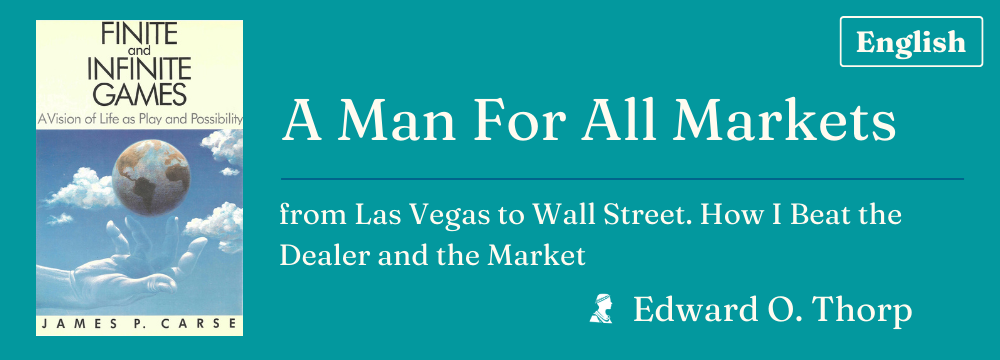 FINITE
and
INFINITE
GAMES
A Vision of Life as Play and Possibility
JAMES P. CARSE
English
A Man For All Markets
from Las Vegas to Wall Street. How I Beat the
Dealer and the Market
Edward O. Thorp